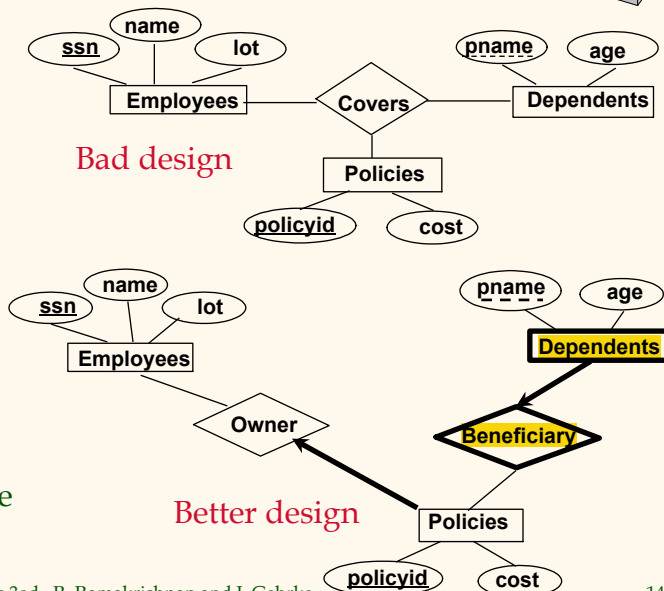 name
ssn
lot
pname
age
Employees
Covers
Dependents
Bad design
Policies
policyid
cost
name
ssn
lot
pname
age
Employees
Dependents
Owner
Beneficiary
Better design
Policies
policyid
cost
14